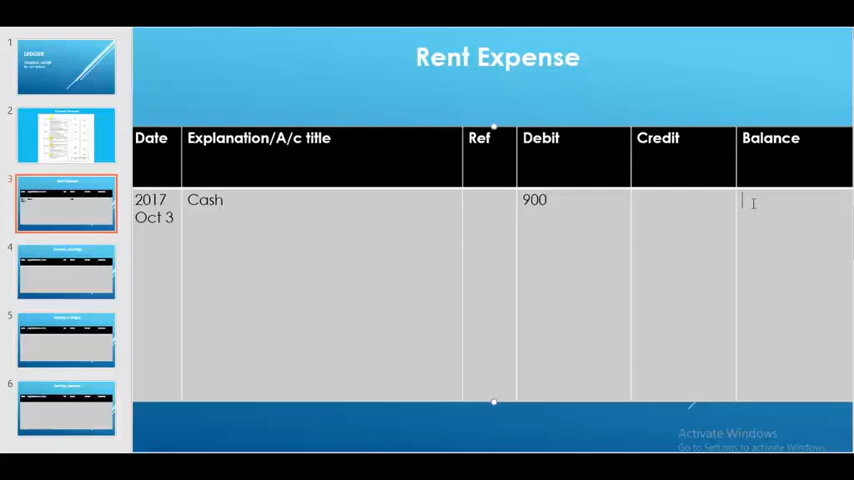 1
LEDGER
2
3
4
5
6
Rent Expense
Date Explanation/A/c title Ref Debit Credit Balance
2017 Cash 900
Oct 3
Activate Windows
Go to Settings to activate Windows.